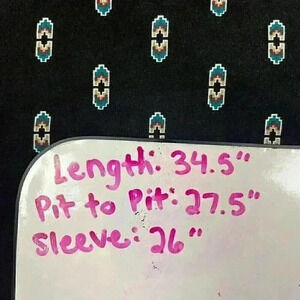 Length: 34.5"
Pit to Pit: 27.5"
Sleeve: 26"